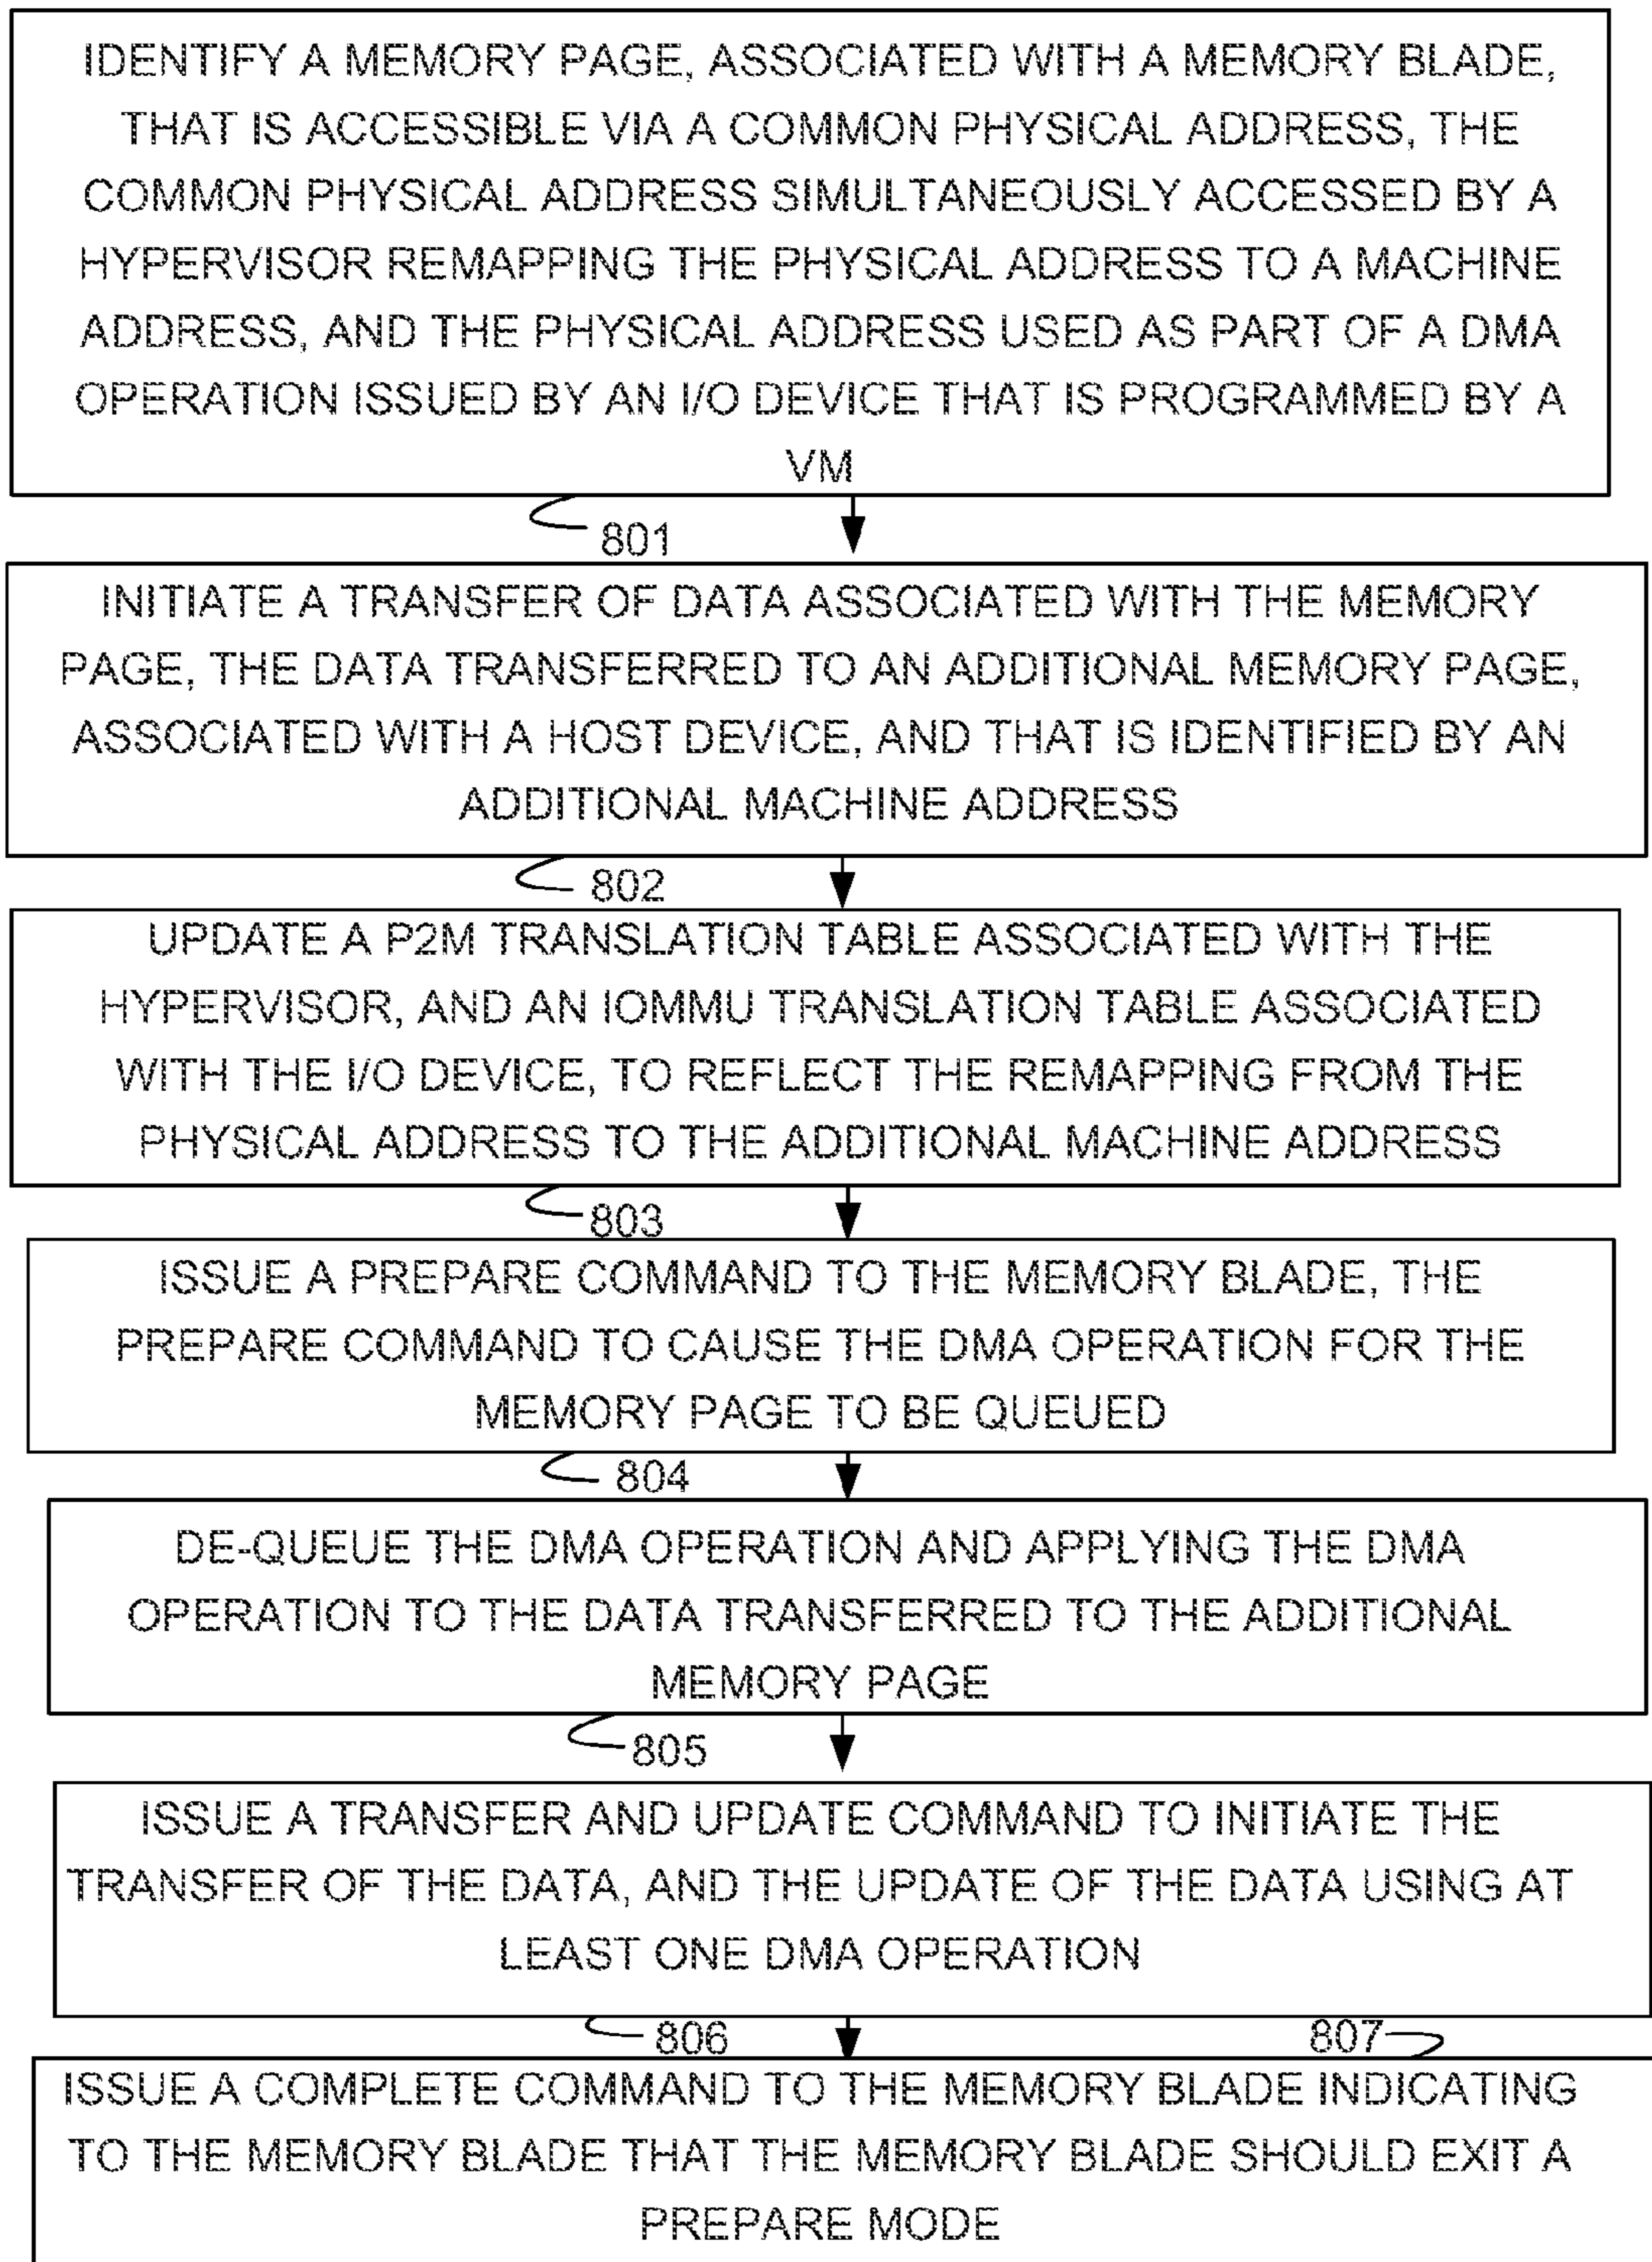 IDENTIFY A MEMORY PAGE, ASSOCIATED WITH A MEMORY BLADE,
THAT IS ACCESSIBLE VIA A COMMON PHYSICAL ADDRESS, THE
COMMON PHYSICAL ADDRESS SIMULTANEOUSLY ACCESSED BY A
HYPERVISOR REMAPPING THE PHYSICAL ADDRESS TO A MACHINE
ADDRESS, AND THE PHYSICAL ADDRESS USED AS PART OF A DMA
OPERATION ISSUED BY AN I/O DEVICE THAT IS PROGRAMMED BY A
VM
801
INITIATE A TRANSFER OF DATA ASSOCIATED WITH THE MEMORY
PAGE, THE DATA TRANSFERRED TO AN ADDITIONAL MEMORY PAGE,
ASSOCIATED WITH A HOST DEVICE, AND THAT IS IDENTIFIED BY AN
ADDITIONAL MACHINE ADDRESS
802
UPDATE A P2M TRANSLATION TABLE ASSOCIATED WITH THE
HYPERVISOR, AND AN IOMMU TRANSLATION TABLE ASSOCIATED
WITH THE I/O DEVICE, TO REFLECT THE REMAPPING FROM THE
PHYSICAL ADDRESS TO THE ADDITIONAL MACHINE ADDRESS
803
ISSUE A PREPARE COMMAND TO THE MEMORY BLADE, THE
PREPARE COMMAND TO CAUSE THE DMA OPERATION FOR THE
MEMORY PAGE TO BE QUEUED
804
DE-QUEUE THE DMA OPERATION AND APPLYING THE DMA
OPERATION TO THE DATA TRANSFERRED TO THE ADDITIONAL
MEMORY PAGE
805
ISSUE A TRANSFER AND UPDATE COMMAND TO INITIATE THE
TRANSFER OF THE DATA, AND THE UPDATE OF THE DATA USING AT
LEAST ONE DMA OPERATION
806
807
ISSUE A COMPLETE COMMAND TO THE MEMORY BLADE INDICATING
TO THE MEMORY BLADE THAT THE MEMORY BLADE SHOULD EXIT A
PREPARE MODE